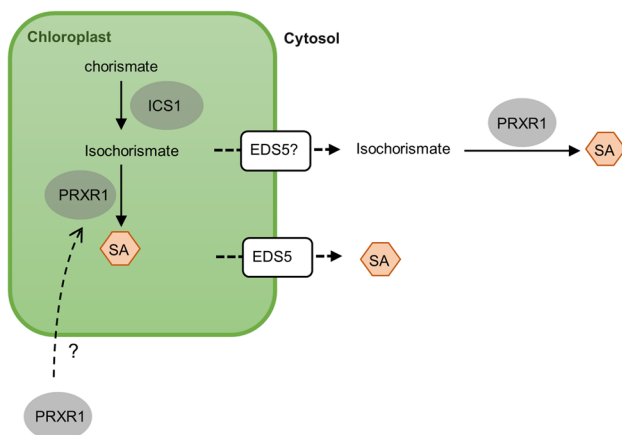 Chloroplast
Cytosol
chorismate
ICS1
PRXR1
Isochorismate
EDS5?
Isochorismate
SA
PRXR1
SA
EDS5
SA
?
PRXR1